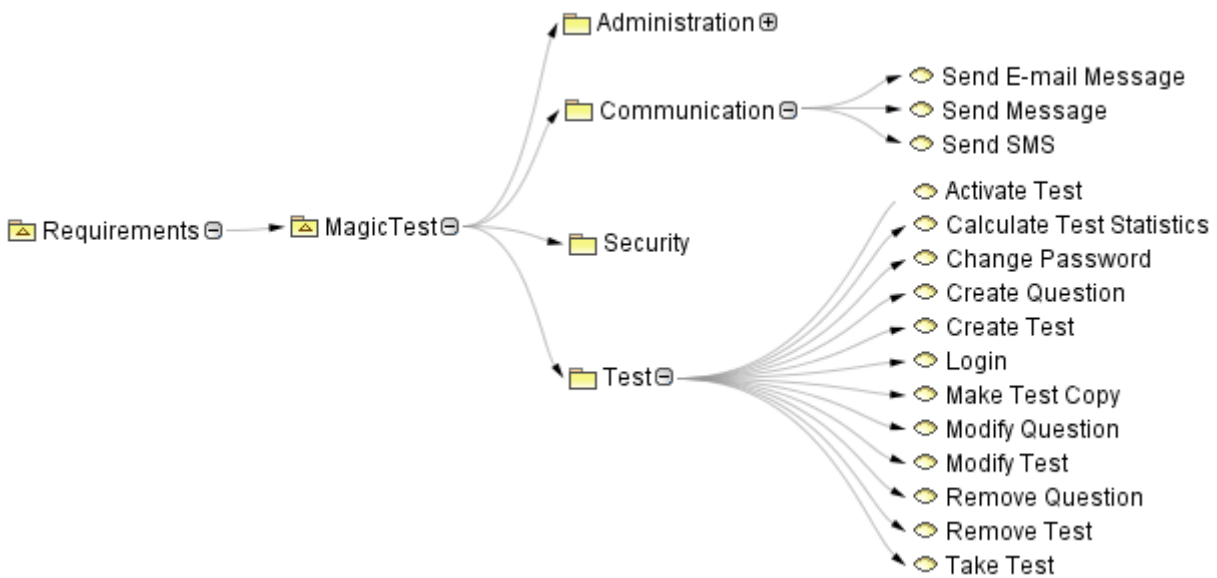 Administration
Send E-mail Message
Communication
Send Message
Send SMS
Activate Test
Calculate Test Statistics
Requirements
MagicTest
Security
Change Password
Create Question
Create Test
Login
Test
Make Test Copy
Modify Question
Modify Test
Remove Question
Remove Test
Take Test